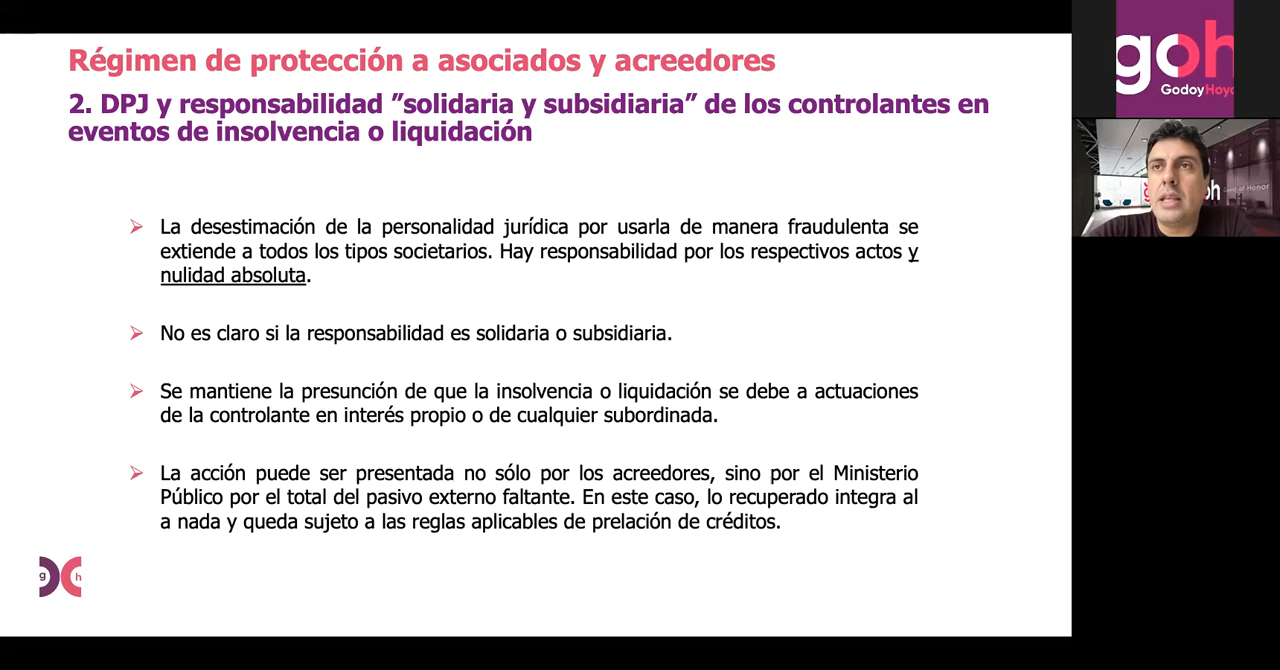 Régimen de protección a asociados y acreedores
2. DPJ y responsabilidad ”solidaria y subsidiaria” de los controlantes en
eventos de insolvencia o liquidación
La desestimación de la personalidad jurídica por usarla de manera fraudulenta se
extiende a todos los tipos societarios. Hay responsabilidad por los respectivos actos y
nulidad absoluta.
No es claro si la responsabilidad es solidaria o subsidiaria.
Se mantiene la presunción de que la insolvencia o liquidación se debe a actuaciones
de la controlante en interés propio o de cualquier subordinada.
La acción puede ser presentada no sólo por los acreedores, sino por el Ministerio
Público por el total del pasivo externo faltante. En este caso, lo recuperado integra al
a nada y queda sujeto a las reglas aplicables de prelación de créditos.
g h
goh
GodoyHoyo
oh
of Honor